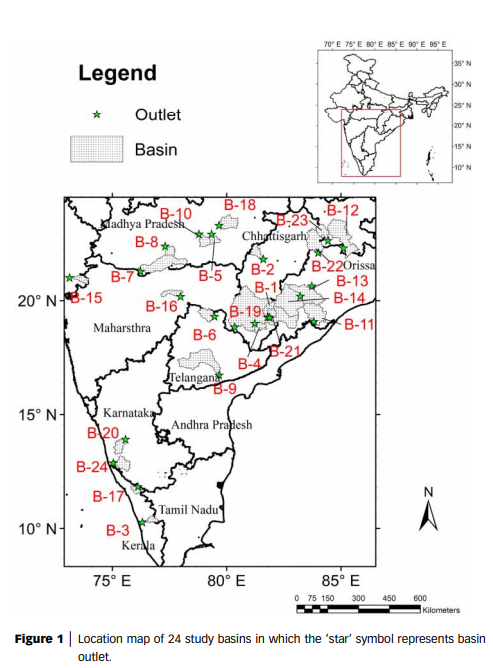 70° E 75° E 80° E 85° E 90° E 95° E
35° N
30° N
25° N
20° N
15° N
10° N
Legend
Outlet
Basin
B-18
B-10
B-23
B-12
Madhya Pradesh
Chhattisgarh
B-8
B-5
B-2
B-22
Orissa
B-7
B-1
B-13
B-15
20° N
B-16
B-19
B-14
Maharsthra
B-6
B-11
B-4
B-21
Telangana
B-9
15° N
Karnataka
Andhra Pradesh
B-20
B-24
B-17
N
Tamil Nadu
10° N
B-3
Kerala
75° E 80° E 85° E
0 75 150 300 450 600
Kilometers
Figure 1 | Location map of 24 study basins in which the 'star' symbol represents basin
outlet.